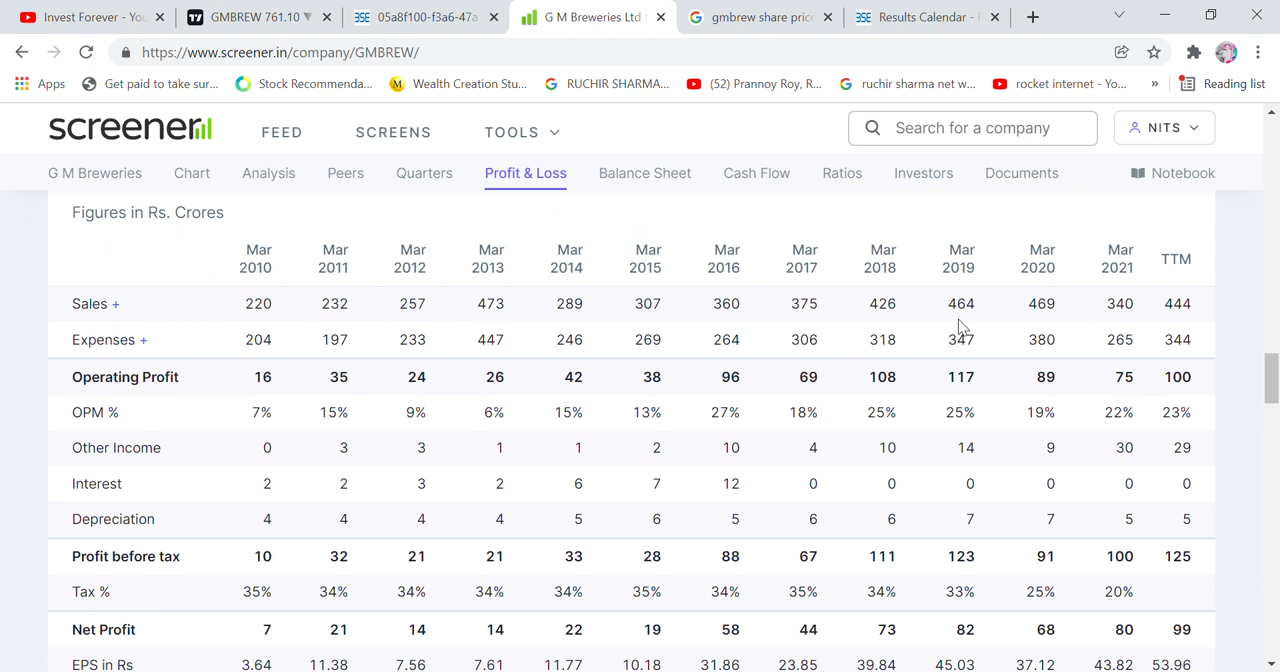 Invest Forever - You
GMBREW 761.10 ▼
05a8f100-f3a6-47a
G M Breweries Ltd
gmbrew share price
Results Calendar -
https://www.screener.in/company/GMBREW/
Apps
Get paid to take sur...
Stock Recommenda...
Wealth Creation Stu...
RUCHIR SHARMA...
(52) Prannoy Roy, R...
ruchir sharma net w...
rocket internet - Yo...
»
Reading list
screener
FEED
SCREENS
TOOLS
Search for a company
NITS
G M Breweries
Chart
Analysis
Peers
Quarters
Profit & Loss
Balance Sheet
Cash Flow
Ratios
Investors
Documents
Notebook
Figures in Rs. Crores
Mar 2010 Mar 2011 Mar 2012 Mar 2013 Mar 2014 Mar 2015 Mar 2016 Mar 2017 Mar 2018 Mar 2019 Mar 2020 Mar 2021 TTM
Sales + 220 232 257 473 289 307 360 375 426 464 469 340 444
Expenses + 204 197 233 447 246 269 264 306 318 347 380 265 344
Operating Profit 16 35 24 26 42 38 96 69 108 117 89 75 100
OPM % 7% 15% 9% 6% 15% 13% 27% 18% 25% 25% 19% 22% 23%
Other Income 0 3 3 1 1 2 10 4 10 14 9 30 29
Interest 2 2 3 2 6 7 12 0 0 0 0 0 0
Depreciation 4 4 4 4 5 6 5 6 6 7 7 5 5
Profit before tax 10 32 21 21 33 28 88 67 111 123 91 100 125
Tax % 35% 34% 34% 34% 34% 35% 34% 35% 34% 33% 25% 20%
Net Profit 7 21 14 14 22 19 58 44 73 82 68 80 99
EPS in Rs 3.64 11.38 7.56 7.61 11.77 10.18 31.86 23.85 39.84 45.03 37.12 43.82 53.96